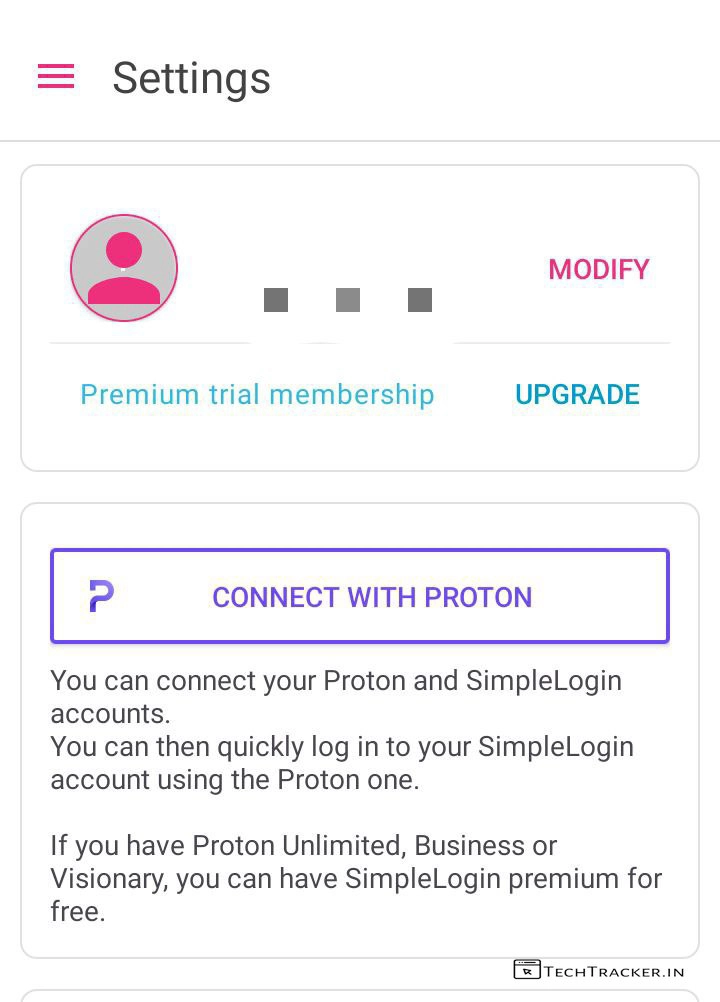 Settings
MODIFY
Premium trial membership
UPGRADE
CONNECT WITH PROTON
You can connect your Proton and SimpleLogin
accounts.
You can then quickly log in to your SimpleLogin
account using the Proton one.
If you have Proton Unlimited, Business or
Visionary, you can have SimpleLogin premium for
free.
TECHTRACKER.IN